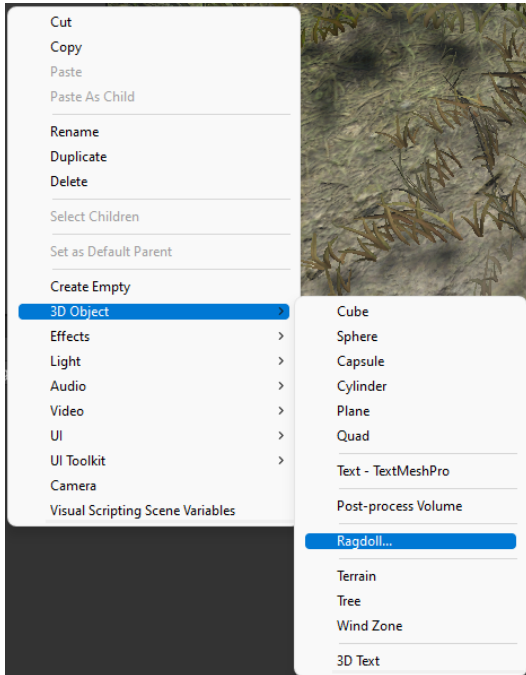 Cut
Copy
Paste
Paste As Child
Rename
Duplicate
Delete
Select Children
Set as Default Parent
Create Empty
3D Object
Effects
Light
Audio
Video
UI
UI Toolkit
Camera
Visual Scripting Scene Variables
Cube
Sphere
Capsule
Cylinder
Plane
Quad
Text - TextMeshPro
Post-process Volume
Ragdoll...
Terrain
Tree
Wind Zone
3D Text